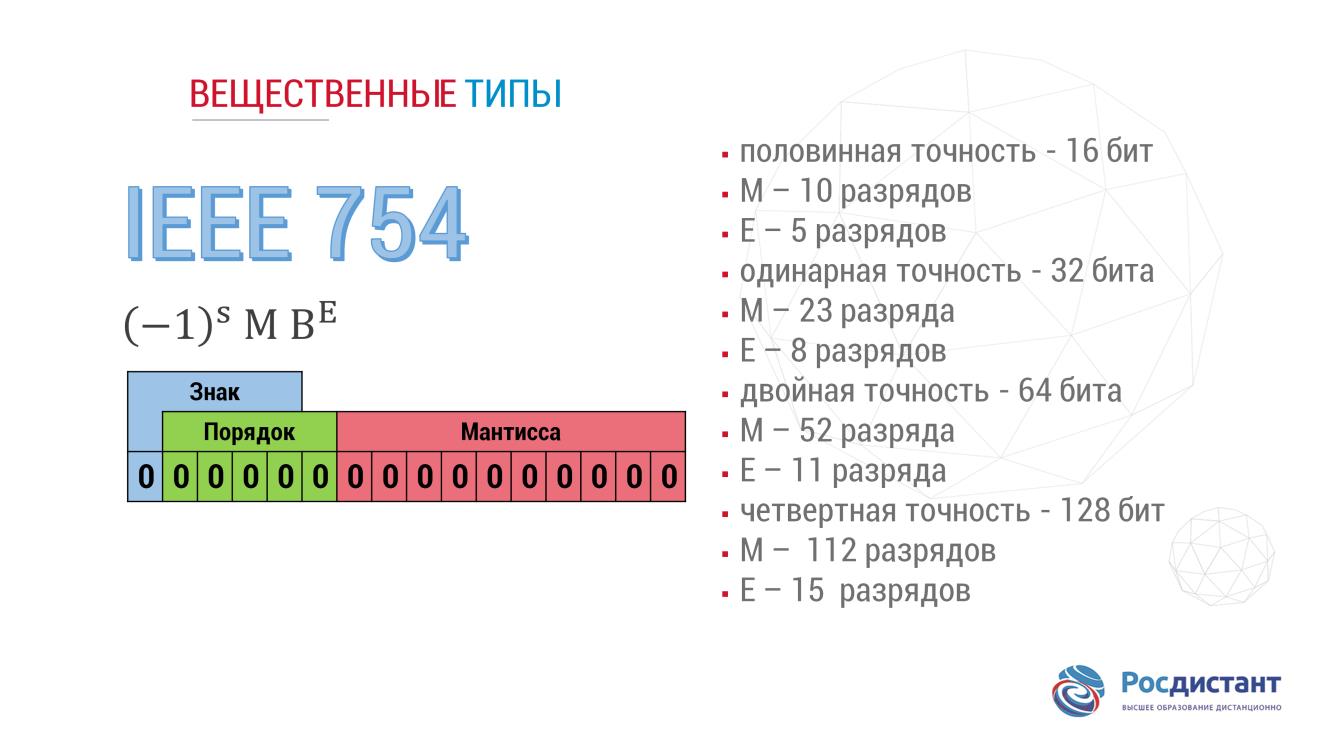 ВЕЩЕСТВЕННЫЕ ТИПЫ
IEEE 754
(−1)ˢ M Bᴱ
Знак
Порядок Мантисса
0 0 0 0 0 0 0 0 0 0 0 0 0 0 0 0
▪ половинная точность - 16 бит
▪ М – 10 разрядов
▪ Е – 5 разрядов
▪ одинарная точность - 32 бита
▪ М – 23 разряда
▪ Е – 8 разрядов
▪ двойная точность - 64 бита
▪ М – 52 разряда
▪ Е – 11 разряда
▪ четвертная точность - 128 бит
▪ М – 112 разрядов
▪ Е – 15 разрядов
Росдистант
ВЫСШЕЕ ОБРАЗОВАНИЕ ДИСТАНЦИОННО